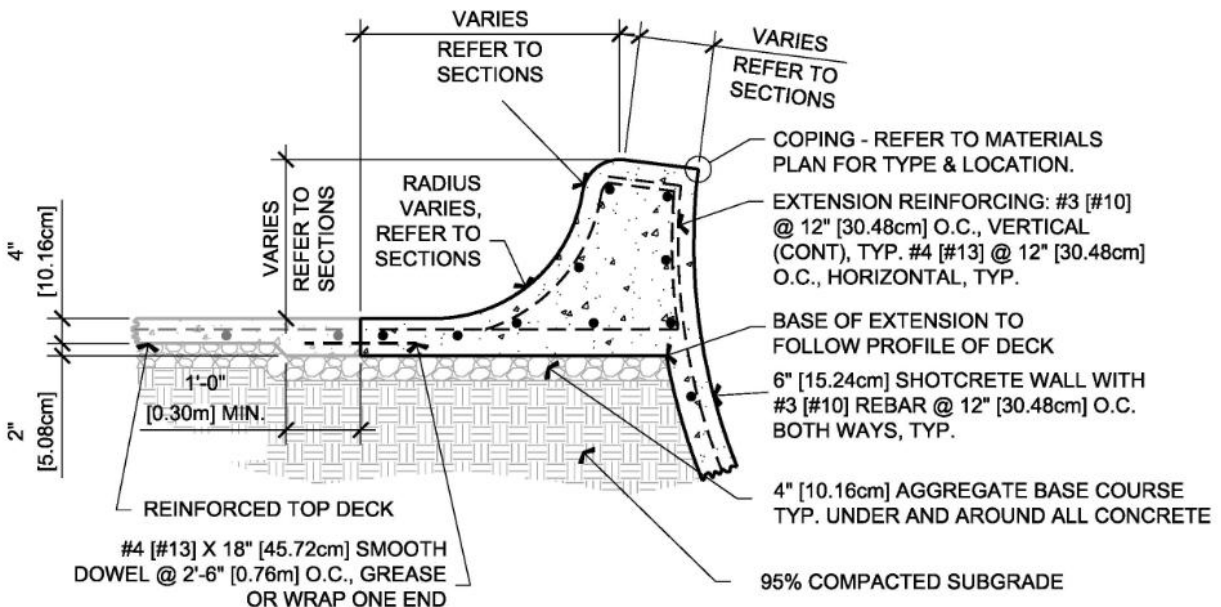 VARIES
REFER TO
SECTIONS
VARIES
REFER TO
SECTIONS
COPING - REFER TO MATERIALS
PLAN FOR TYPE & LOCATION.
VARIES
REFER TO
SECTIONS
RADIUS
VARIES,
REFER TO
SECTIONS
EXTENSION REINFORCING: #3 [#10]
@ 12" [30.48cm] O.C., VERTICAL
(CONT), TYP. #4 [#13] @ 12" [30.48cm]
O.C., HORIZONTAL, TYP.
4"
[10.16cm]
BASE OF EXTENSION TO
FOLLOW PROFILE OF DECK
6" [15.24cm] SHOTCRETE WALL WITH
#3 [#10] REBAR @ 12" [30.48cm] O.C.
BOTH WAYS, TYP.
2"
[5.08cm]
1'-0"
[0.30m] MIN.
4" [10.16cm] AGGREGATE BASE COURSE
TYP. UNDER AND AROUND ALL CONCRETE
REINFORCED TOP DECK
#4 [#13] X 18" [45.72cm] SMOOTH
DOWEL @ 2'-6" [0.76m] O.C., GREASE
OR WRAP ONE END
95% COMPACTED SUBGRADE